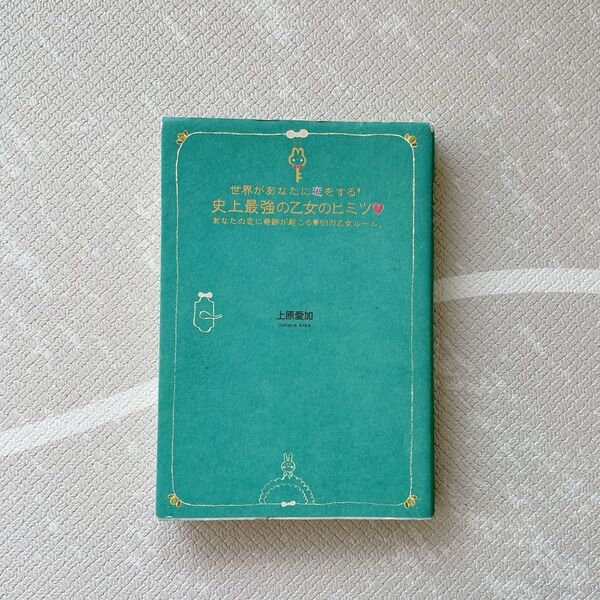 世界があなたに恋をする!
史上最強の乙女のヒミツ♥
あなたの恋に奇跡が起こる♥51の乙女ルール。
上原愛加
Uehara Aika